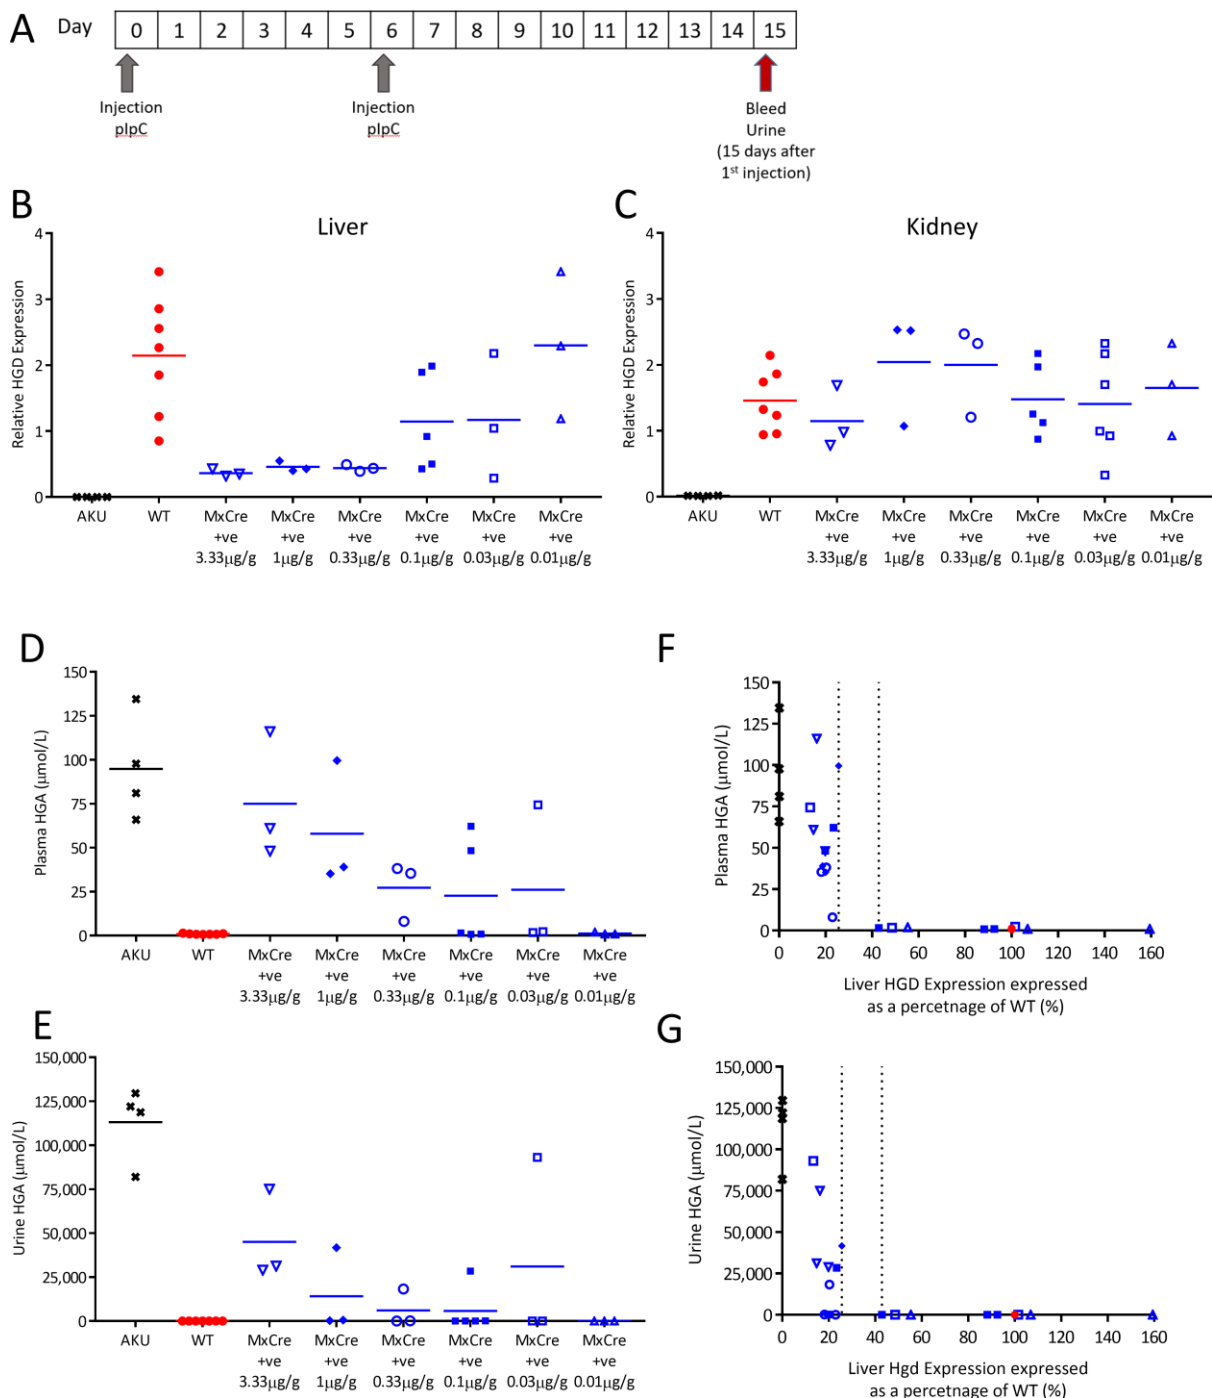 A
Day 0 1 2 3 4 5 6 7 8 9 10 11 12 13 14 15
Injection
pIpC
Injection
pIpC
Bleed
Urine
(15 days after
1st injection)
B
Liver
Relative HGD Expression
4
3
2
1
0
AKU WT MxCre MxCre MxCre MxCre MxCre MxCre
+ve +ve +ve +ve +ve +ve
3.33µg/g 1µg/g 0.33µg/g 0.1µg/g 0.03µg/g 0.01µg/g
C
Kidney
Relative HGD Expression
4
3
2
1
0
AKU WT MxCre MxCre MxCre MxCre MxCre MxCre
+ve +ve +ve +ve +ve +ve
3.33µg/g 1µg/g 0.33µg/g 0.1µg/g 0.03µg/g 0.01µg/g
D
Plasma HGA (µmol/L)
150
125
100
75
50
25
0
AKU WT MxCre MxCre MxCre MxCre MxCre MxCre
+ve +ve +ve +ve +ve +ve
3.33µg/g 1µg/g 0.33µg/g 0.1µg/g 0.03µg/g 0.01µg/g
F
Plasma HGA (µmol/L)
150
125
100
75
50
25
0
0 20 40 60 80 100 120 140 160
Liver HGD Expression expressed
as a percetnage of WT (%)
E
Urine HGA (µmol/L)
150,000
125,000
100,000
75,000
50,000
25,000
0
AKU WT MxCre MxCre MxCre MxCre MxCre MxCre
+ve +ve +ve +ve +ve +ve
3.33µg/g 1µg/g 0.33µg/g 0.1µg/g 0.03µg/g 0.01µg/g
G
Urine HGA (µmol/L)
150,000
125,000
100,000
75,000
50,000
25,000
0
0 20 40 60 80 100 120 140 160
Liver Hgd Expression expressed
as a percetnage of WT (%)